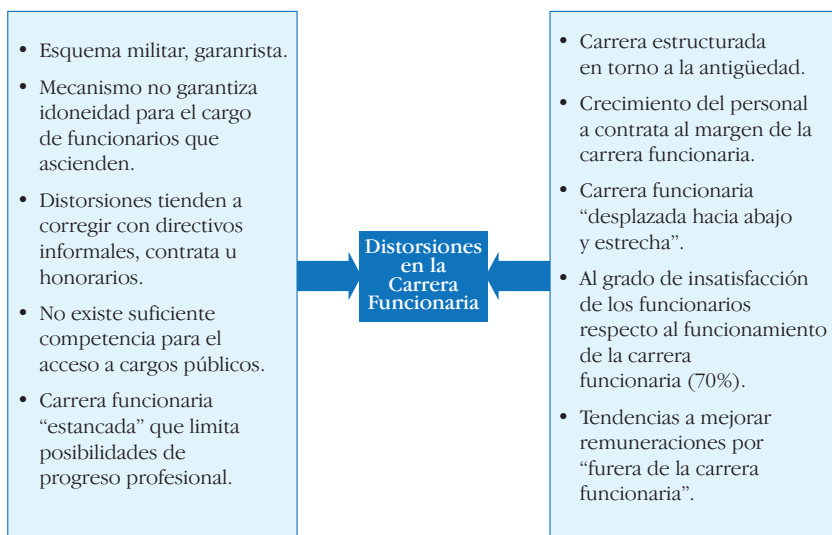 • Esquema militar, garanrista.
• Mecanismo no garantiza
idoneidad para el cargo
de funcionarios que
ascienden.
• Distorsiones tienden a
corregir con directivos
informales, contrata u
honorarios.
• No existe suficiente
competencia para el
acceso a cargos públicos.
• Carrera funcionaria
“estancada” que limita
posibilidades de
progreso profesional.
Distorsiones
en la
Carrera
Funcionaria
• Carrera estructurada
en torno a la antigüedad.
• Crecimiento del personal
a contrata al margen de la
carrera funcionaria.
• Carrera funcionaria
“desplazada hacia abajo
y estrecha”.
• Al grado de insatisfacción
de los funcionarios
respecto al funcionamiento
de la carrera
funcionaria (70%).
• Tendencias a mejorar
remuneraciones por
“furera de la carrera
funcionaria”.